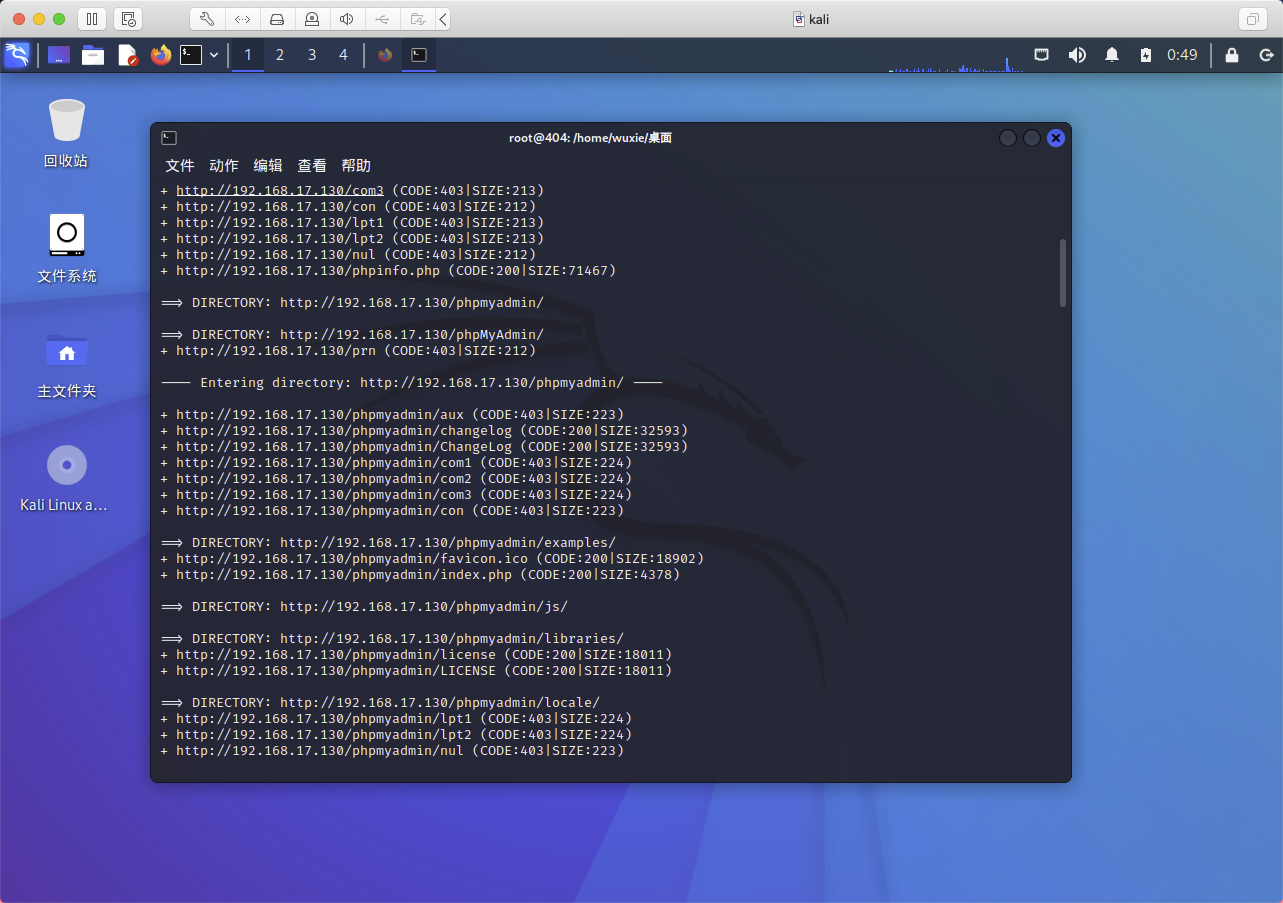 kali
1 2 3 4
0:49
回收站
文件系统
主文件夹
Kali Linux a…
root@404: /home/wuxie/桌面
文件 动作 编辑 查看 帮助
+ http://192.168.17.130/com3 (CODE:403|SIZE:213)
+ http://192.168.17.130/con (CODE:403|SIZE:212)
+ http://192.168.17.130/lpt1 (CODE:403|SIZE:213)
+ http://192.168.17.130/lpt2 (CODE:403|SIZE:213)
+ http://192.168.17.130/nul (CODE:403|SIZE:212)
+ http://192.168.17.130/phpinfo.php (CODE:200|SIZE:71467)
==> DIRECTORY: http://192.168.17.130/phpmyadmin/
==> DIRECTORY: http://192.168.17.130/phpMyAdmin/
+ http://192.168.17.130/prn (CODE:403|SIZE:212)
---- Entering directory: http://192.168.17.130/phpmyadmin/ ----
+ http://192.168.17.130/phpmyadmin/aux (CODE:403|SIZE:223)
+ http://192.168.17.130/phpmyadmin/changelog (CODE:200|SIZE:32593)
+ http://192.168.17.130/phpmyadmin/ChangeLog (CODE:200|SIZE:32593)
+ http://192.168.17.130/phpmyadmin/com1 (CODE:403|SIZE:224)
+ http://192.168.17.130/phpmyadmin/com2 (CODE:403|SIZE:224)
+ http://192.168.17.130/phpmyadmin/com3 (CODE:403|SIZE:224)
+ http://192.168.17.130/phpmyadmin/con (CODE:403|SIZE:223)
==> DIRECTORY: http://192.168.17.130/phpmyadmin/examples/
+ http://192.168.17.130/phpmyadmin/favicon.ico (CODE:200|SIZE:18902)
+ http://192.168.17.130/phpmyadmin/index.php (CODE:200|SIZE:4378)
==> DIRECTORY: http://192.168.17.130/phpmyadmin/js/
==> DIRECTORY: http://192.168.17.130/phpmyadmin/libraries/
+ http://192.168.17.130/phpmyadmin/license (CODE:200|SIZE:18011)
+ http://192.168.17.130/phpmyadmin/LICENSE (CODE:200|SIZE:18011)
==> DIRECTORY: http://192.168.17.130/phpmyadmin/locale/
+ http://192.168.17.130/phpmyadmin/lpt1 (CODE:403|SIZE:224)
+ http://192.168.17.130/phpmyadmin/lpt2 (CODE:403|SIZE:224)
+ http://192.168.17.130/phpmyadmin/nul (CODE:403|SIZE:223)